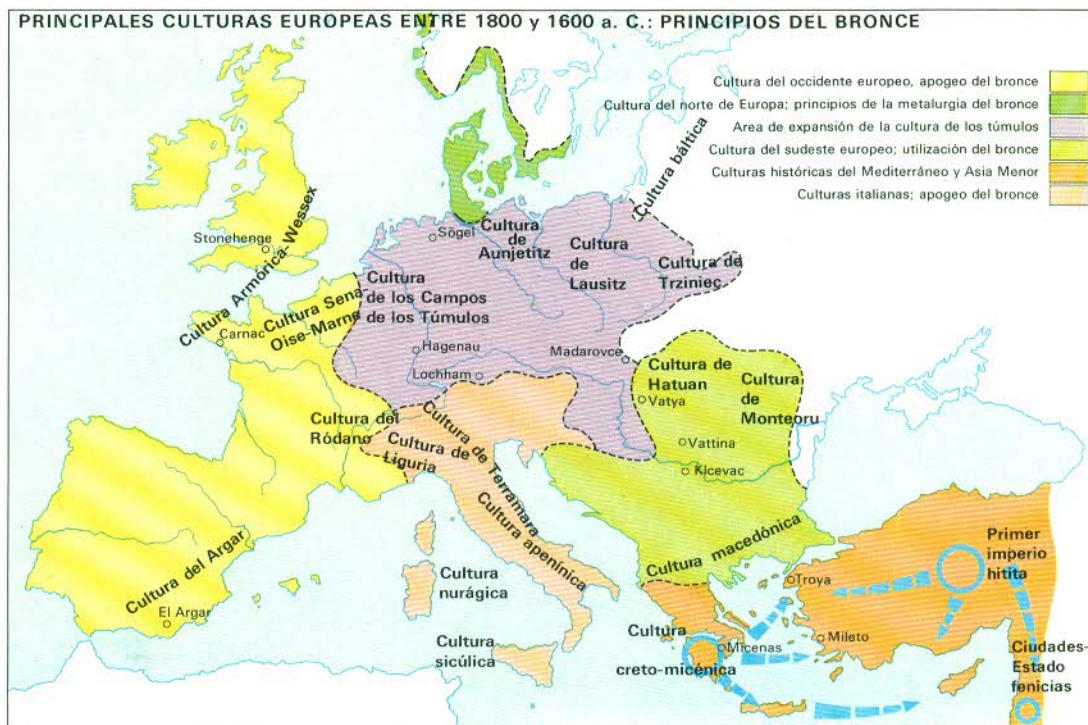 PRINCIPALES CULTURAS EUROPEAS ENTRE 1800 y 1600 a. C.: PRINCIPIOS DEL BRONCE
Cultura del occidente europeo, apogeo del bronce
Cultura del norte de Europa; principios de la metalurgia del bronce
Area de expansión de la cultura de los túmulos
Cultura del sudeste europeo; utilización del bronce
Culturas históricas del Mediterráneo y Asia Menor
Culturas italianas; apogeo del bronce
Cultura báltica
Stonehenge
Cultura Armórica-Wessex
Sögel
Cultura
de
Aunjetitz
Cultura
de
Lausitz
Cultura de
Trziniec
Cultura
de los Campos
de los Túmulos
Cultura Sena-
Oise-Marne
Carnac
Hagenau
Lochham
Madarovce
Cultura de
Hatuan
Vatya
Cultura
de
Monteoru
Vattina
Kicevac
Cultura del
Ródano
Cultura de
Liguria
Cultura de Terramara
Cultura apenínica
Cultura macedónica
Cultura del Argar
El Argar
Cultura
nurágica
Cultura
sicúlica
Cultura
creto-micénica
Micenas
Troya
Mileto
Primer
imperio
hitita
Ciudades-
Estado
fenicias